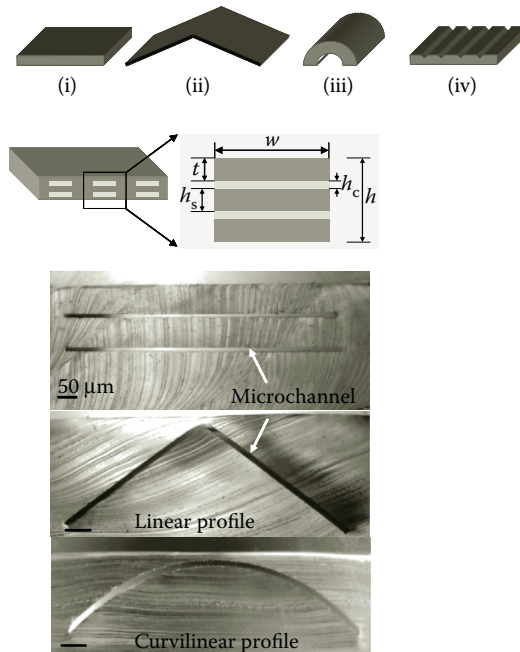 (i)
(ii)
(iii)
(iv)
w
t
hc
h
hs
50 μm
Microchannel
Linear profile
Curvilinear profile